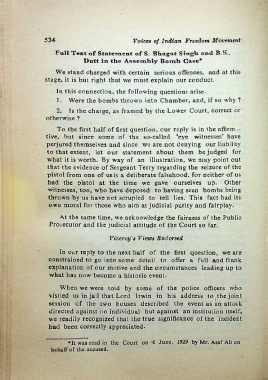 534 Voices of Indian Freedom Movement
Full Text of Statement of S. Bhagat Singh and B.K.
Dutt in the Assembly Bomb Case*
We stand charged with certain serious offences, and at this
stage, it is but right that we must explain our conduct.
In this connection, the following questions arise.
1. Were the bombs thrown into Chamber, and, if so why ?
2. Is the charge, as framed by the Lower Court, correct or
otherwise ?
To the first half of first question, our reply is in the affirma-
tive, but since some of the so-called 'eye witnesses' have
perjured themselves and since we are not denying our liability
to that extent, let our statement about them be judged for
what it is worth. By way of an illustration, we may point out
that the evidence of Sergeant Terry regarding the seizure of the
pistol from one of us is a deliberate falsehood, for neither of us
had the pistol at the time we gave ourselves up. Other
witnesses, too, who have deposed to having seen bombs being
thrown by us have not scrupled to tell lies. This fact had its
own moral for those who aim at judicial purity and fairplay.
At the same time, we acknowledge the fairness of the Public
Prosecutor and the judicial attitude of the Court so far.
Viceroy's Views Endorsed
In our reply to the next half of the first question, we are
constrained to go into some detail to offer a full and frank
explanation of our motive and the circumstances leading up to
what has now become a historic event.
When we were told by some of the police officers who
visited us in jail that Lord Irwin in his address to the joint
session of the two houses described the event as an attack
directed against no individual but against an institution itself,
we readily recognized that the true significance of the incident
had been correctly appreciated.
*It was read in the Court on 6 June, 1929 by Mr. Asaf Ali on
behalf of the accused.